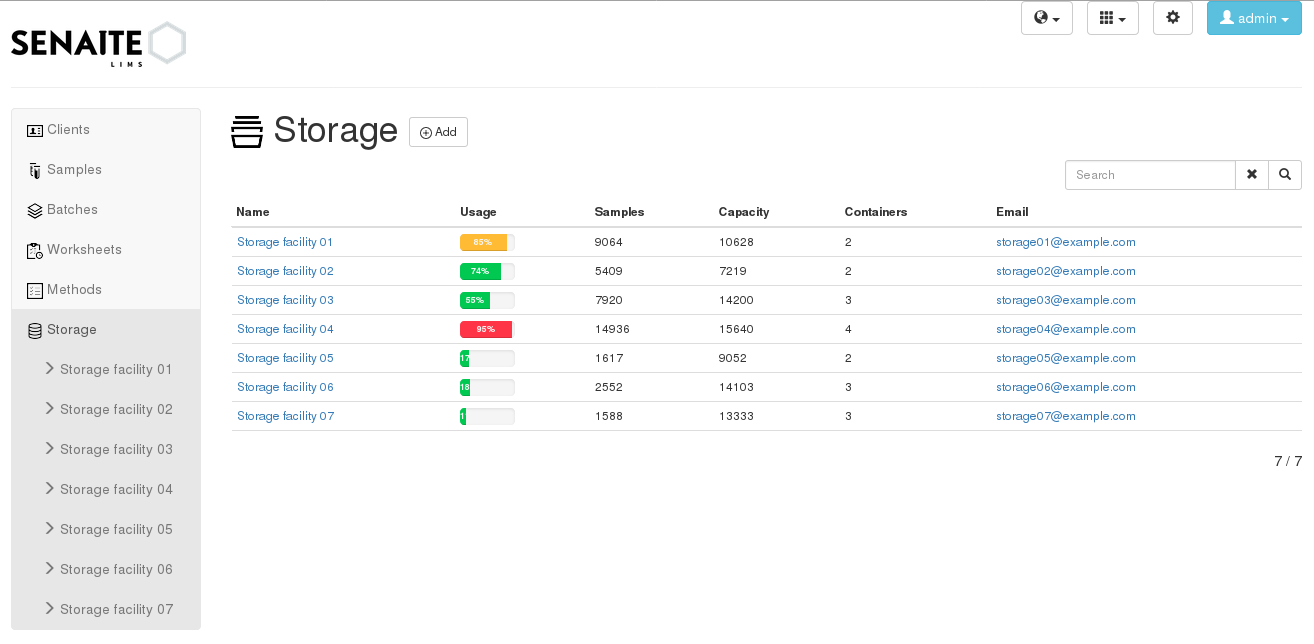 SENAITE
LIMS
admin
Clients
Samples
Batches
Worksheets
Methods
Storage
Storage facility 01
Storage facility 02
Storage facility 03
Storage facility 04
Storage facility 05
Storage facility 06
Storage facility 07
Storage Add
Search
Name Usage Samples Capacity Containers Email
Storage facility 01 85% 9064 10628 2 storage01@example.com
Storage facility 02 74% 5409 7219 2 storage02@example.com
Storage facility 03 55% 7920 14200 3 storage03@example.com
Storage facility 04 95% 14936 15640 4 storage04@example.com
Storage facility 05 17 1617 9052 2 storage05@example.com
Storage facility 06 18 2552 14103 3 storage06@example.com
Storage facility 07 1 1588 13333 3 storage07@example.com
7 / 7